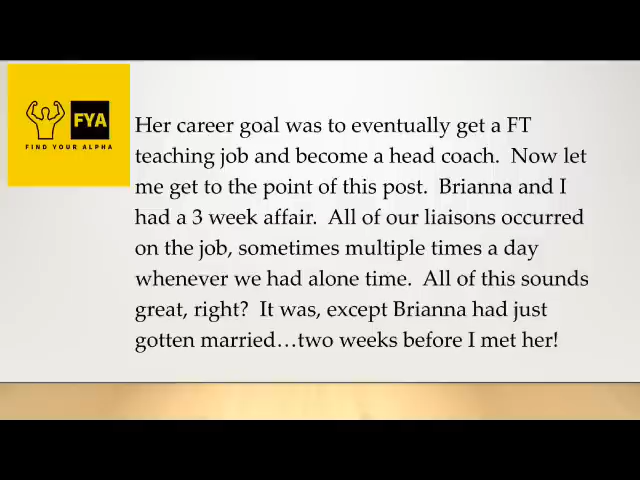 FYA
FIND YOUR ALPHA
Her career goal was to eventually get a FT
teaching job and become a head coach.  Now let
me get to the point of this post.  Brianna and I
had a 3 week affair.  All of our liaisons occurred
on the job, sometimes multiple times a day
whenever we had alone time.  All of this sounds
great, right?  It was, except Brianna had just
gotten married…two weeks before I met her!